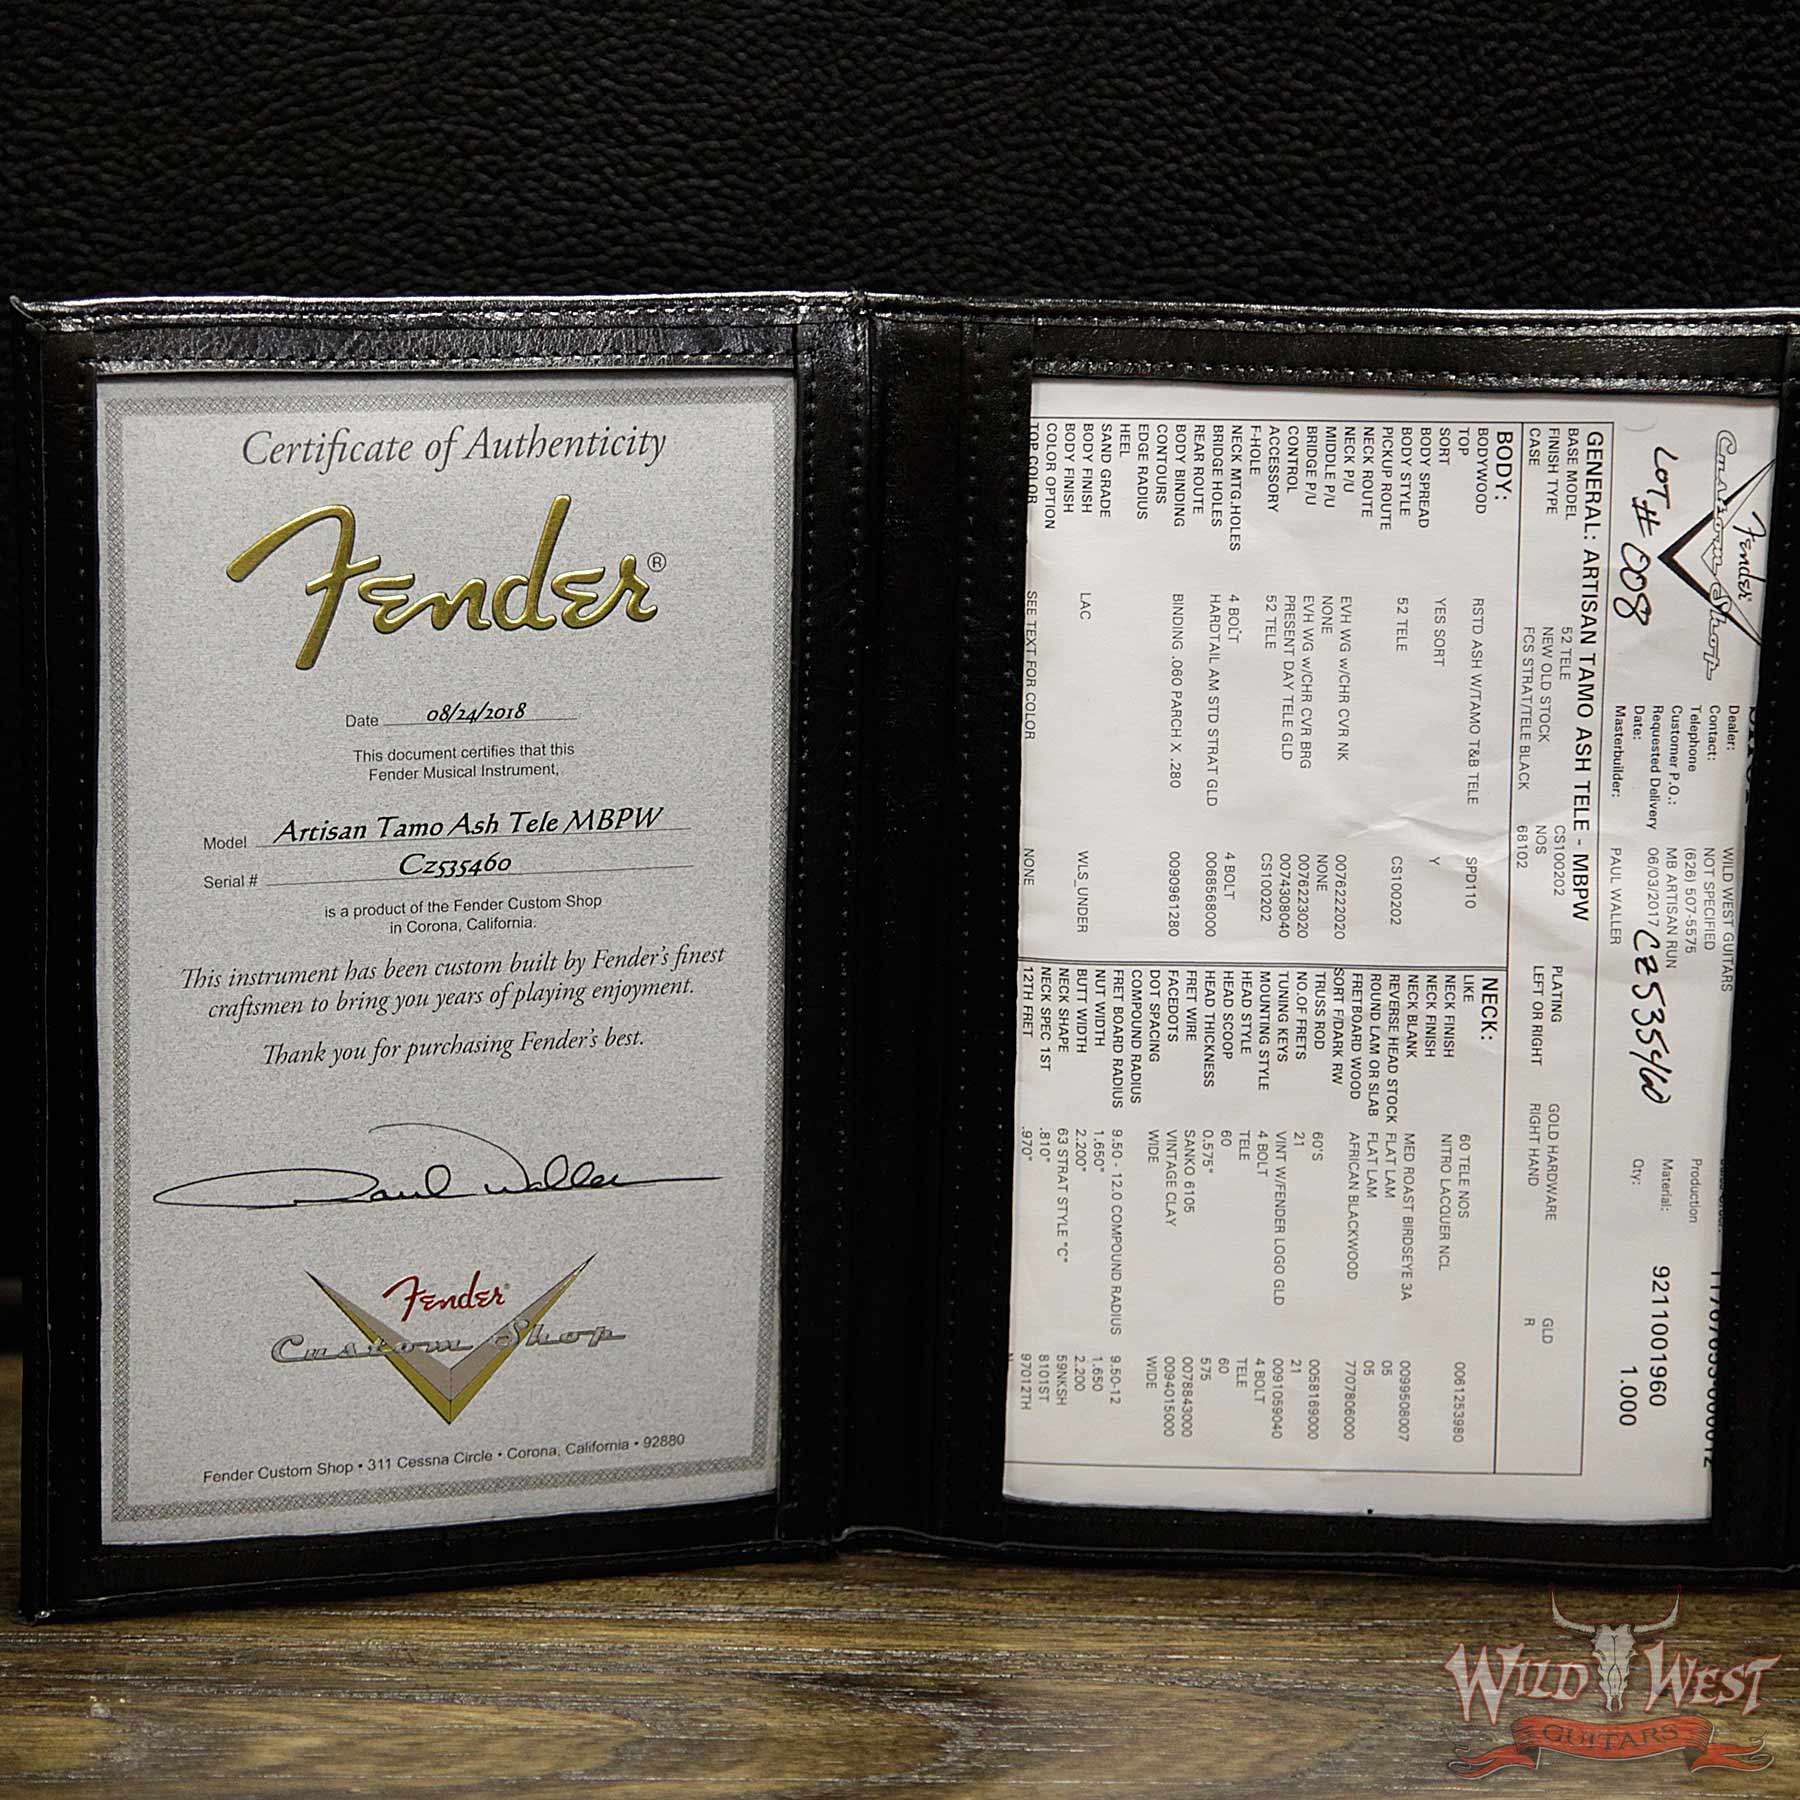 Certificate of Authenticity
Fender®
Date 08/24/2018
This document certifies that this
Fender Musical Instrument,
Model Artisan Tamo Ash Tele MBPW
Serial # CZ535460
is a product of the Fender Custom Shop
in Corona, California.
This instrument has been custom built by Fender's finest
craftsmen to bring you years of playing enjoyment.
Thank you for purchasing Fender's best.
Paul Waller
Fender®
Custom Shop
Fender Custom Shop • 311 Cessna Circle • Corona, California • 92880
Fender®
Custom Shop
LOT # 008
Dealer: WILD WEST GUITARS
Contact: NOT SPECIFIED
Telephone (626) 507-5575
Customer P.O.: MB ARTISAN RUN
Requested Delivery
Date: 06/03/2017
Masterbuilder: PAUL WALLER
CZ535460
Production
Material: 9211001960
Qty: 1.000
GENERAL: ARTISAN TAMO ASH TELE - MBPW
BASE MODEL 52 TELE CS100202 PLATING GOLD HARDWARE GLD
FINISH TYPE NEW OLD STOCK NOS LEFT OR RIGHT RIGHT HAND R
CASE FCS STRAT/TELE BLACK 68102
BODY:
BODYWOOD RSTD ASH W/TAMO T&B TELE SPD110
TOP
SORT YES SORT Y
BODY SPREAD
BODY STYLE 52 TELE CS100202
PICKUP ROUTE
NECK ROUTE
NECK P/U EVH WG w/CHR CVR NK 0076222020
MIDDLE P/U NONE NONE
BRIDGE P/U EVH WG w/CHR CVR BRG 0076223020
CONTROL PRESENT DAY TELE GLD 0074308040
ACCESSORY 52 TELE CS100202
F-HOLE
NECK MTG.HOLES 4 BOLT 4 BOLT
BRIDGE HOLES HARDTAIL AM STD STRAT GLD 0068568000
REAR ROUTE
BODY BINDING BINDING .060 PARCH X .280 0090961280
CONTOURS
EDGE RADIUS
HEEL
SAND GRADE
BODY FINISH LAC WLS_UNDER
BODY FINISH
COLOR OPTION
TOP COLOR SEE TEXT FOR COLOR NONE
NECK:
LIKE 60 TELE NOS
NECK FINISH NITRO LACQUER NCL 0061253980
NECK FINISH
NECK BLANK MED ROAST BIRDSEYE 3A 0099508007
REVERSE HEAD STOCK FLAT LAM 05
ROUND LAM OR SLAB FLAT LAM 05
FRETBOARD WOOD AFRICAN BLACKWOOD 7707806000
SORT F/DARK RW
TRUSS ROD 60'S 0058169000
NO.OF FRETS 21 21
TUNING KEYS VINT W/FENDER LOGO GLD 0091059040
MOUNTING STYLE 4 BOLT 4 BOLT
HEAD STYLE TELE TELE
HEAD SCOOP 60 60
HEAD THICKNESS 0.575" 575
FRET WIRE SANKO 6105 0078843000
FACEDOTS VINTAGE CLAY 0094015000
DOT SPACING WIDE WIDE
COMPOUND RADIUS
FRET BOARD RADIUS 9.50 - 12.0 COMPOUND RADIUS 9.50-12
NUT WIDTH 1.650" 1.650
BUTT WIDTH 2.200" 2.200
NECK SHAPE 63 STRAT STYLE "C" 59NKSH
NECK SPEC 1ST .810" 8101ST
12TH FRET .970" 97012TH
WILD WEST
GUITARS